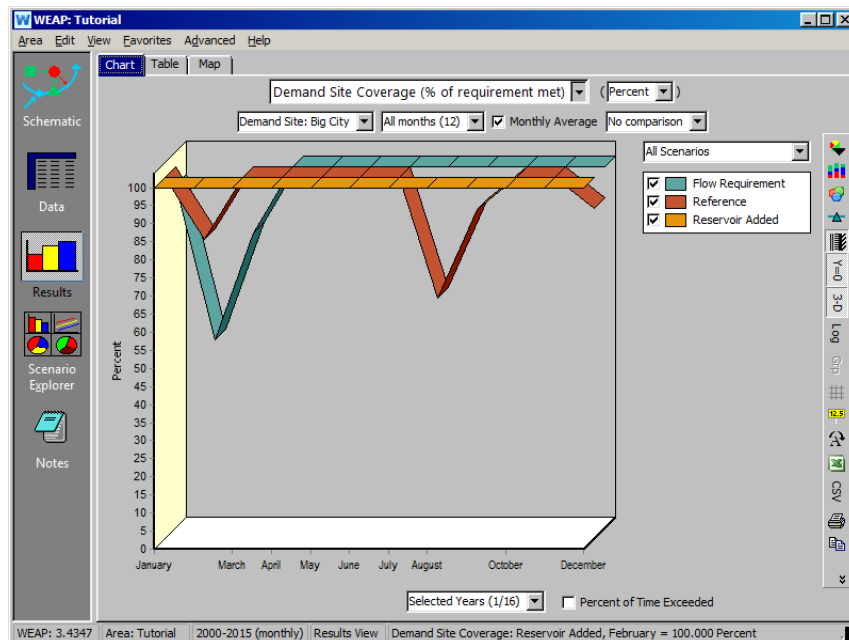 WEAP: Tutorial
Area Edit View Favorites Advanced Help
Chart Table Map
Demand Site Coverage (% of requirement met) ( Percent )
Demand Site: Big City All months (12) Monthly Average No comparison
All Scenarios
Flow Requirement
Reference
Reservoir Added
Schematic
Data
Results
Scenario
Explorer
Notes
Percent
100
95
90
85
80
75
70
65
60
55
50
45
40
35
30
25
20
15
10
5
0
January March April May June July August October December
Y=0
3-D
Log
Grp
12.5
A
CSV
Selected Years (1/16) Percent of Time Exceeded
WEAP: 3.4347 Area: Tutorial 2000-2015 (monthly) Results View Demand Site Coverage: Reservoir Added, February = 100.000 Percent